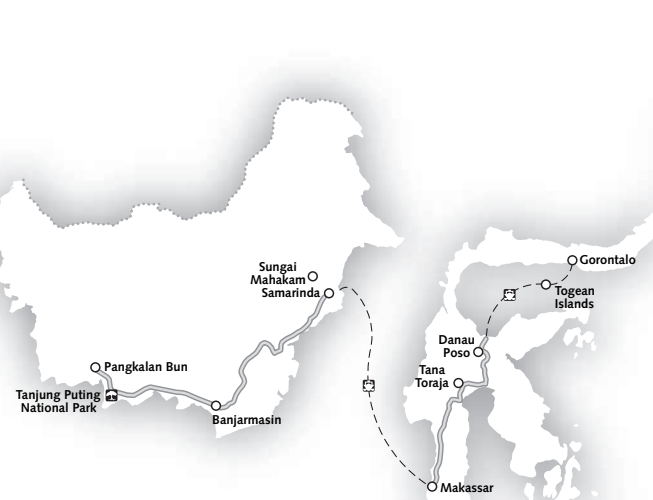 Sungai
Mahakam
Samarinda
Gorontalo
Togean
Islands
Danau
Poso
Tana
Toraja
Pangkalan Bun
Tanjung Puting
National Park
Banjarmasin
Makassar